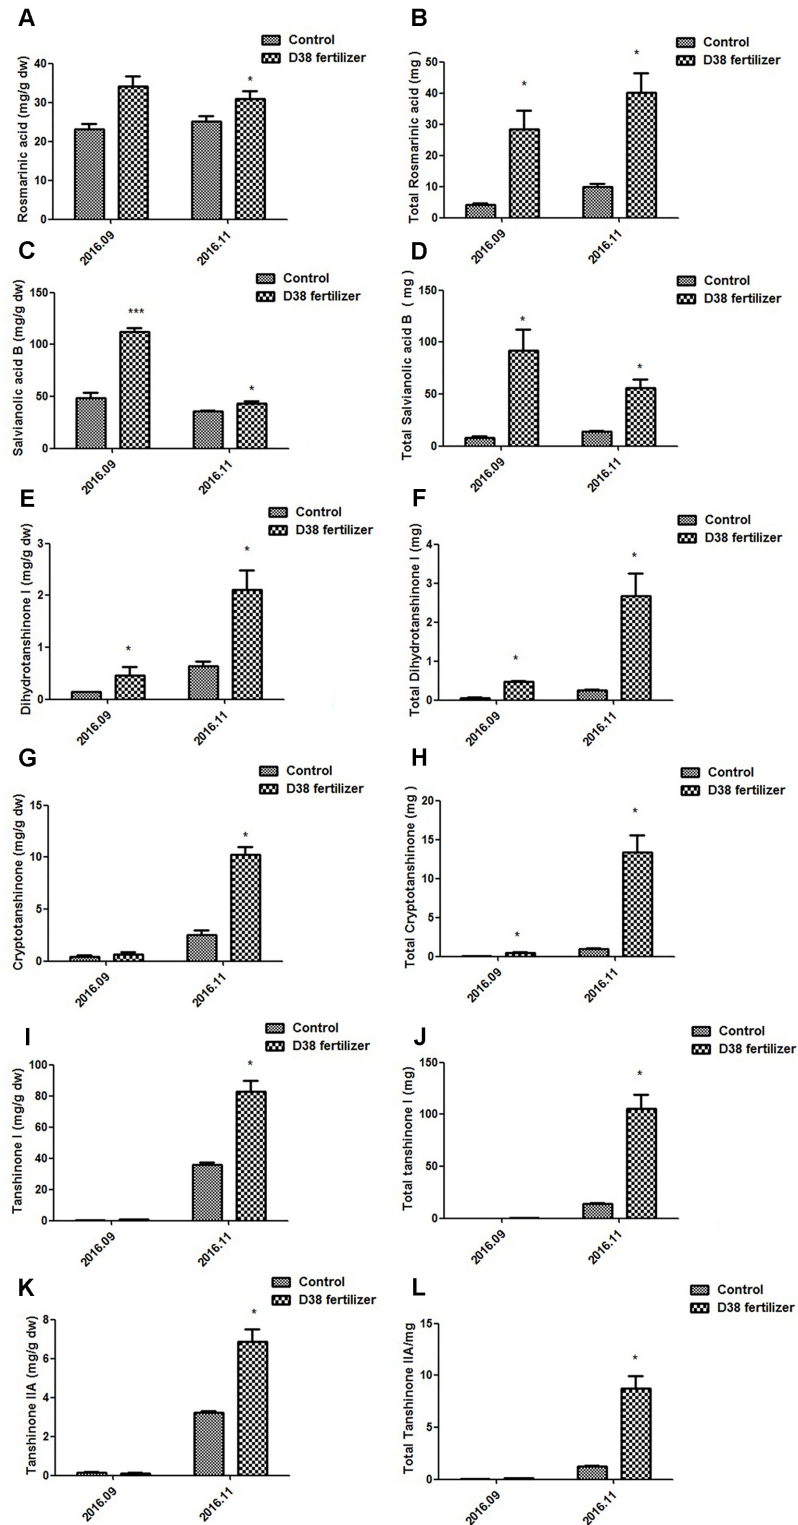 A
Control
D38 fertilizer
Rosmarinic acid (mg/g dw)
40
30
20
10
0
*
2016.09
2016.11
B
Control
D38 fertilizer
Total Rosmarinic acid (mg )
50
40
30
20
10
0
*
*
2016.09
2016.11
C
Control
D38 fertilizer
Salvianolic acid B (mg/g dw)
150
100
50
0
***
*
2016.09
2016.11
D
Control
D38 fertilizer
Total Salvianolic acid B ( mg )
150
100
50
0
*
*
2016.09
2016.11
E
Control
D38 fertilizer
Dihydrotanshinone I (mg/g dw)
3
2
1
0
*
*
2016.09
2016.11
F
Control
D38 fertilizer
Total Dihydrotanshinone I (mg)
4
3
2
1
0
*
*
2016.09
2016.11
G
Control
D38 fertilizer
Cryptotanshinone (mg/g dw)
15
10
5
0
*
2016.09
2016.11
H
Control
D38 fertilizer
Total Cryptotanshinone (mg )
20
15
10
5
0
*
*
2016.09
2016.11
I
Control
D38 fertilizer
Tanshinone I (mg/g dw)
100
80
60
40
20
0
*
2016.09
2016.11
J
Control
D38 fertilizer
Total tanshinone I (mg)
150
100
50
0
*
2016.09
2016.11
K
Control
D38 fertilizer
Tanshinone IIA (mg/g dw)
8
6
4
2
0
*
2016.09
2016.11
L
Control
D38 fertilizer
Total Tanshinone IIA/mg
15
10
5
0
*
2016.09
2016.11